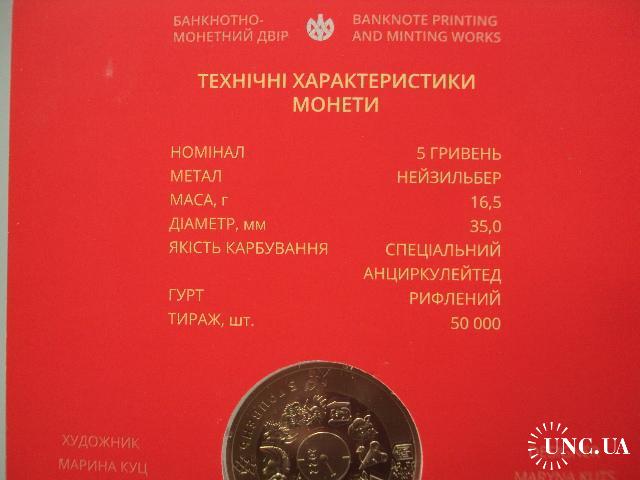 БАНКНОТНО-
МОНЕТНИЙ ДВІР
BANKNOTE PRINTING
AND MINTING WORKS
ТЕХНІЧНІ ХАРАКТЕРИСТИКИ
МОНЕТИ
НОМІНАЛ 5 ГРИВЕНЬ
МЕТАЛ НЕЙЗИЛЬБЕР
МАСА, г 16,5
ДІАМЕТР, мм 35,0
ЯКІСТЬ КАРБУВАННЯ СПЕЦІАЛЬНИЙ
АНЦИРКУЛЕЙТЕД
ГУРТ РИФЛЕНИЙ
ТИРАЖ, шт. 50 000
ХУДОЖНИК
МАРИНА КУЦ
MARYNA KUTS
UNC.UA